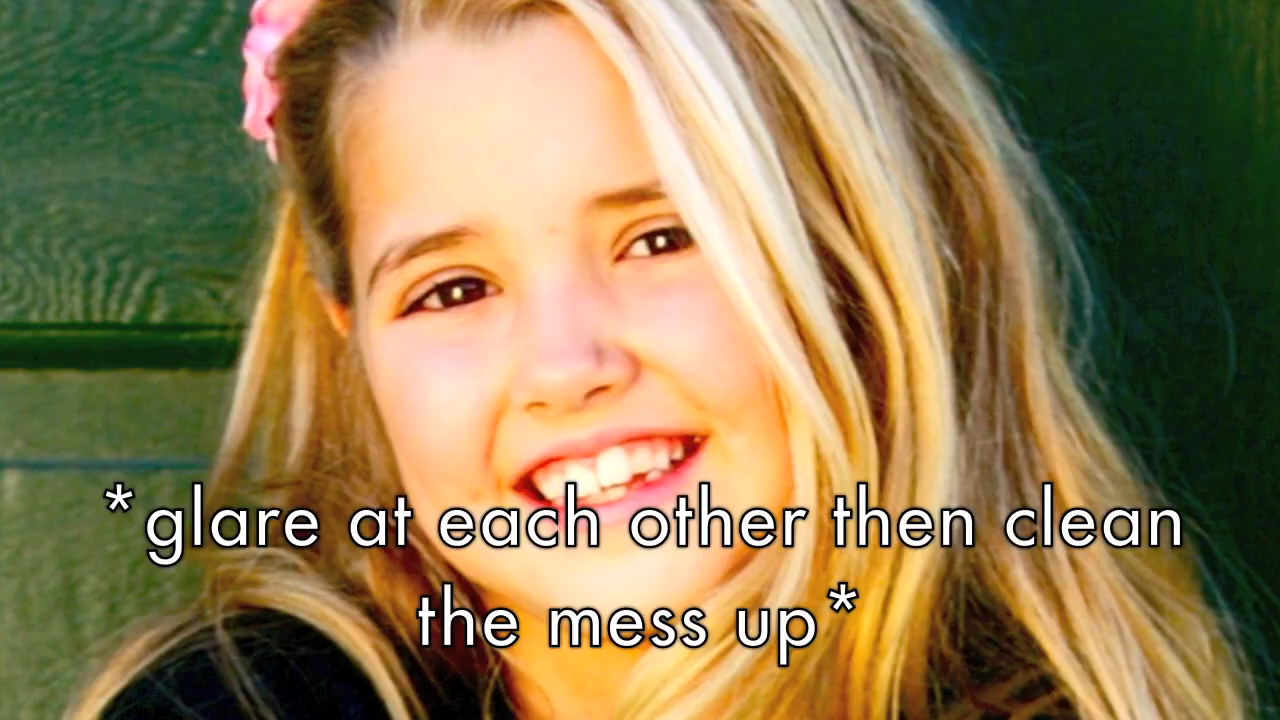 *glare at each other then clean
the mess up*